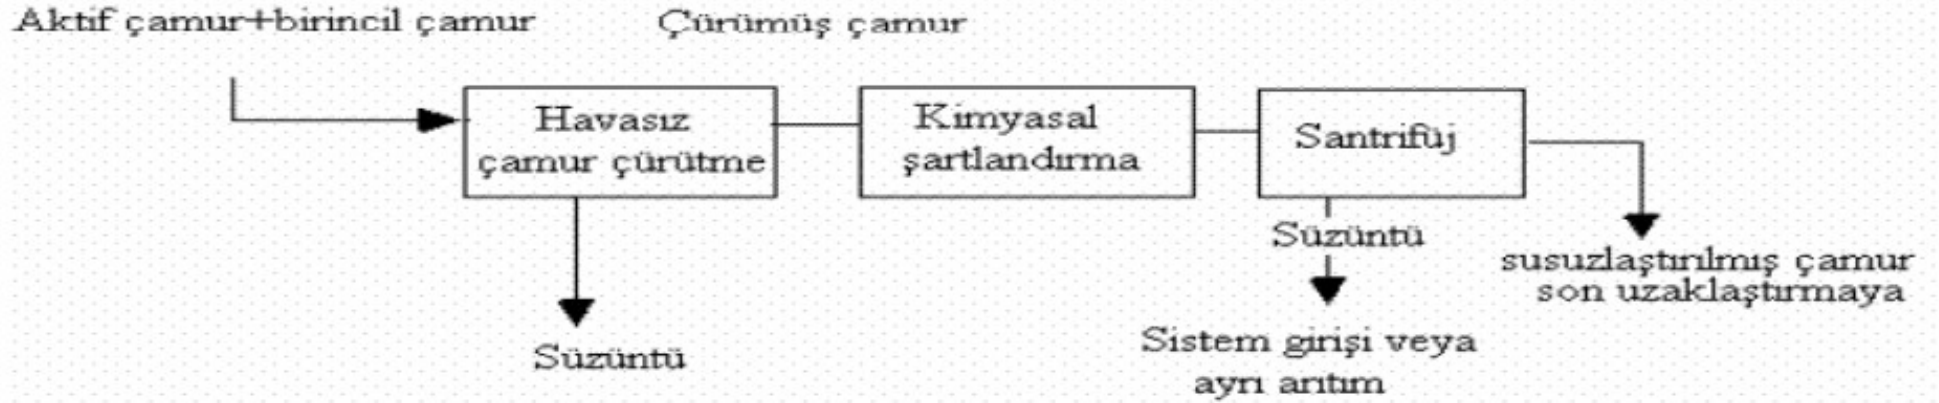 Aktif çamur+birincil çamur
Çürümüş çamur
Havasız
çamur çürütme
Kimyasal
şartlandırma
Santrifüj
Süzüntü
Süzüntü
susuzlaştırılmış çamur
son uzaklaştırmaya
Sistem girişi veya
ayrı arıtım